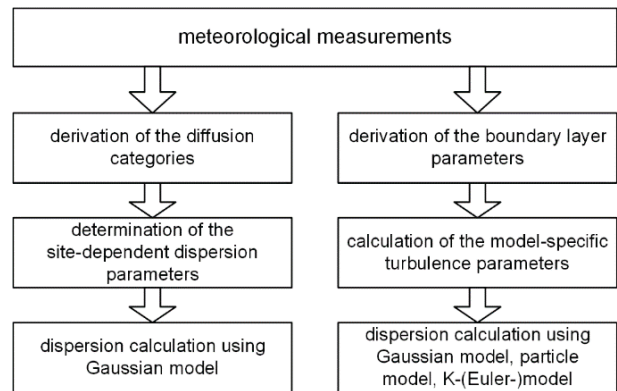 meteorological measurements
derivation of the diffusion
categories
derivation of the boundary layer
parameters
determination of the
site-dependent dispersion
parameters
calculation of the model-specific
turbulence parameters
dispersion calculation using
Gaussian model
dispersion calculation using
Gaussian model, particle
model, K-(Euler-)model